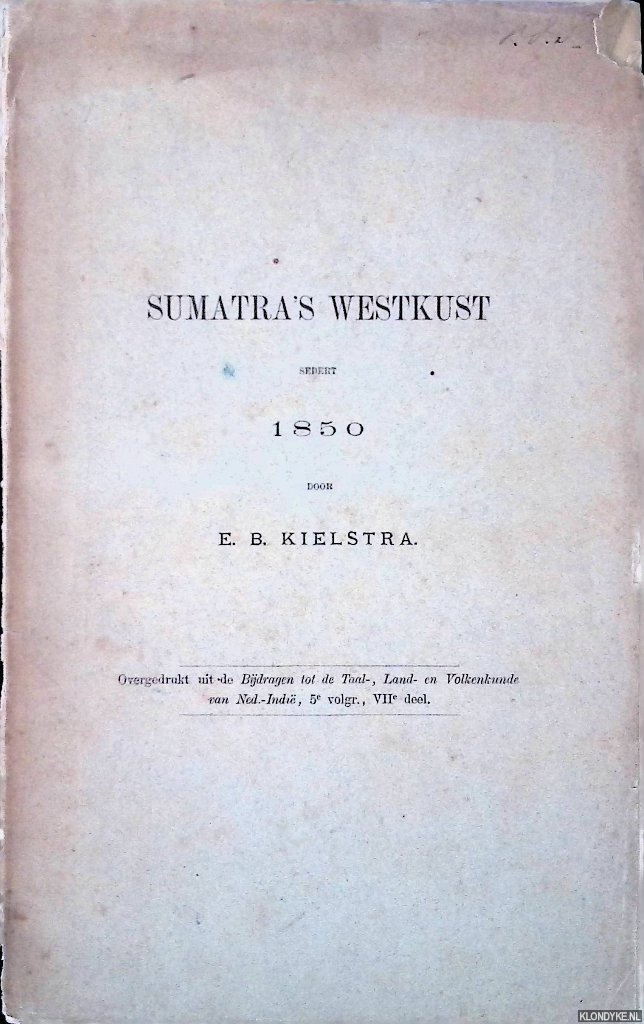 SUMATRA'S WESTKUST
SEDERT
1850
DOOR
E. B. KIELSTRA.
Overgedrukt uit de Bijdragen tot de Taal-, Land- en Volkenkunde
van Ned.-Indië, 5e volgr., VIIe deel.
KLONDYKE.NL